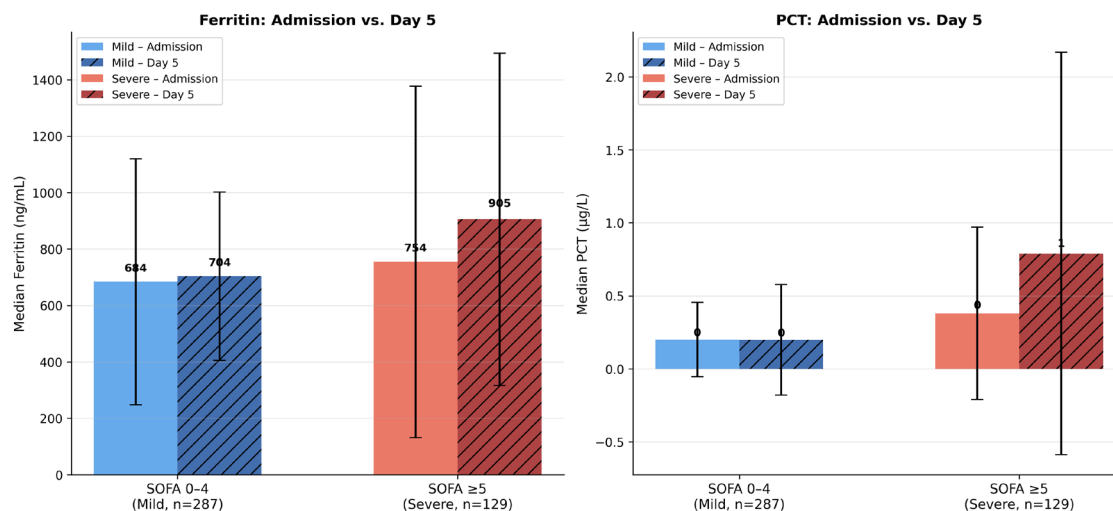 Ferritin: Admission vs. Day 5
Mild – Admission
Mild – Day 5
Severe – Admission
Severe – Day 5
Median Ferritin (ng/mL)
1400
1200
1000
800
600
400
200
0
684
704
754
905
SOFA 0–4
(Mild, n=287)
SOFA ≥5
(Severe, n=129)
PCT: Admission vs. Day 5
Mild – Admission
Mild – Day 5
Severe – Admission
Severe – Day 5
Median PCT (µg/L)
2.0
1.5
1.0
0.5
0.0
−0.5
0
0
0
1
SOFA 0–4
(Mild, n=287)
SOFA ≥5
(Severe, n=129)